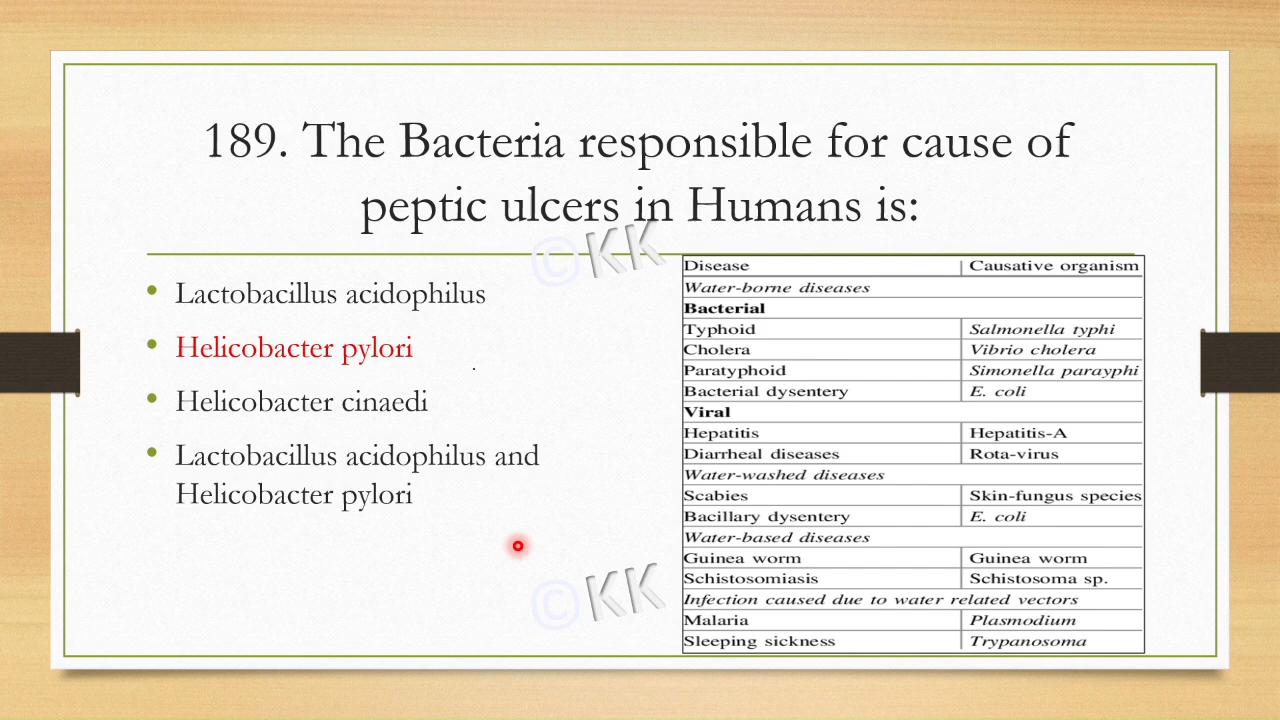 189. The Bacteria responsible for cause of
peptic ulcers in Humans is:
©KK
• Lactobacillus acidophilus
• Helicobacter pylori
• Helicobacter cinaedi
• Lactobacillus acidophilus and
Helicobacter pylori
©KK
Disease Causative organism
Water-borne diseases
Bacterial
Typhoid Salmonella typhi
Cholera Vibrio cholera
Paratyphoid Simonella parayphi
Bacterial dysentery E. coli
Viral
Hepatitis Hepatitis-A
Diarrheal diseases Rota-virus
Water-washed diseases
Scabies Skin-fungus species
Bacillary dysentery E. coli
Water-based diseases
Guinea worm Guinea worm
Schistosomiasis Schistosoma sp.
Infection caused due to water related vectors
Malaria Plasmodium
Sleeping sickness Trypanosoma